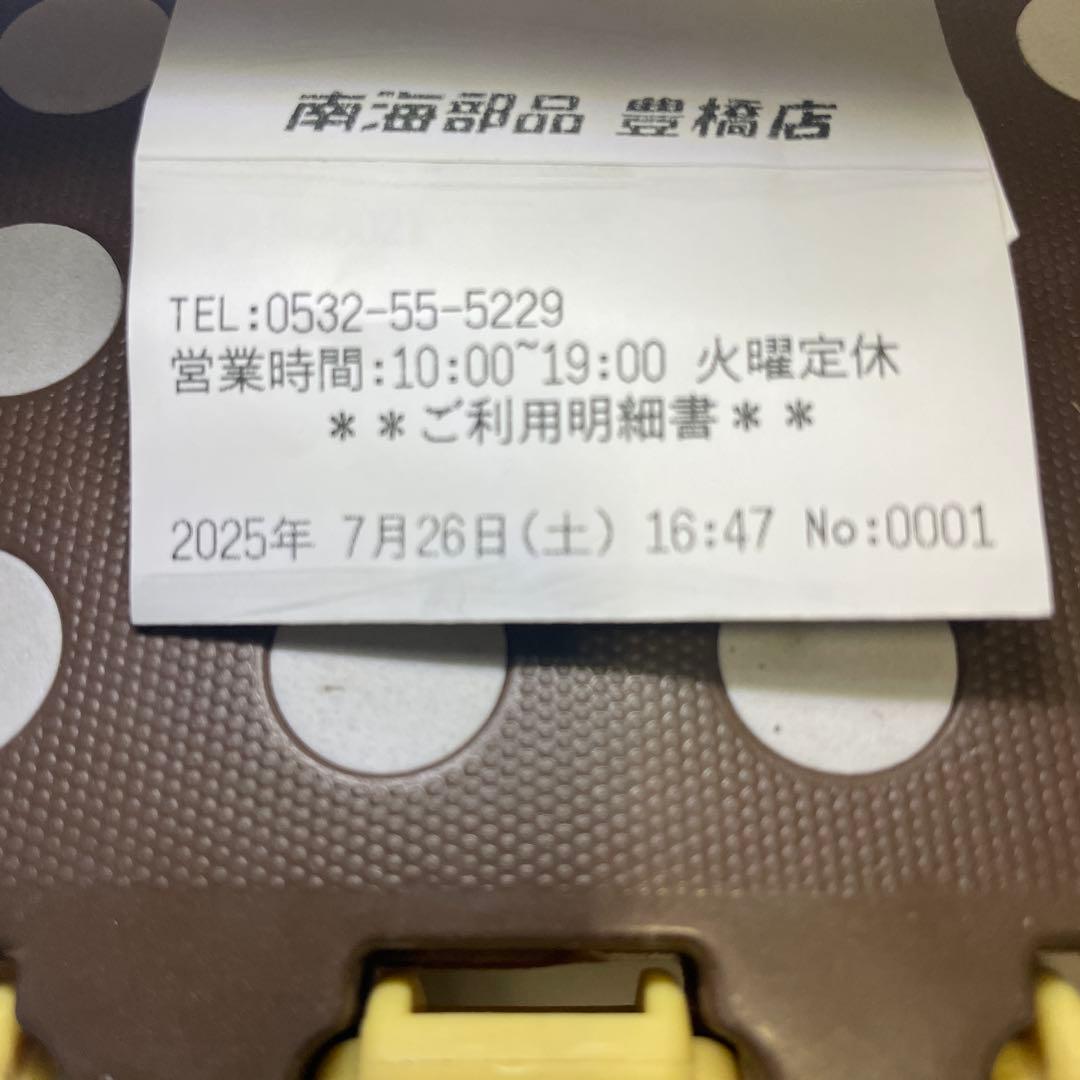 南海部品 豊橋店
TEL:0532-55-5229
営業時間:10:00~19:00 火曜定休
＊＊ご利用明細書＊＊
2025年 7月26日(土) 16:47 No:0001